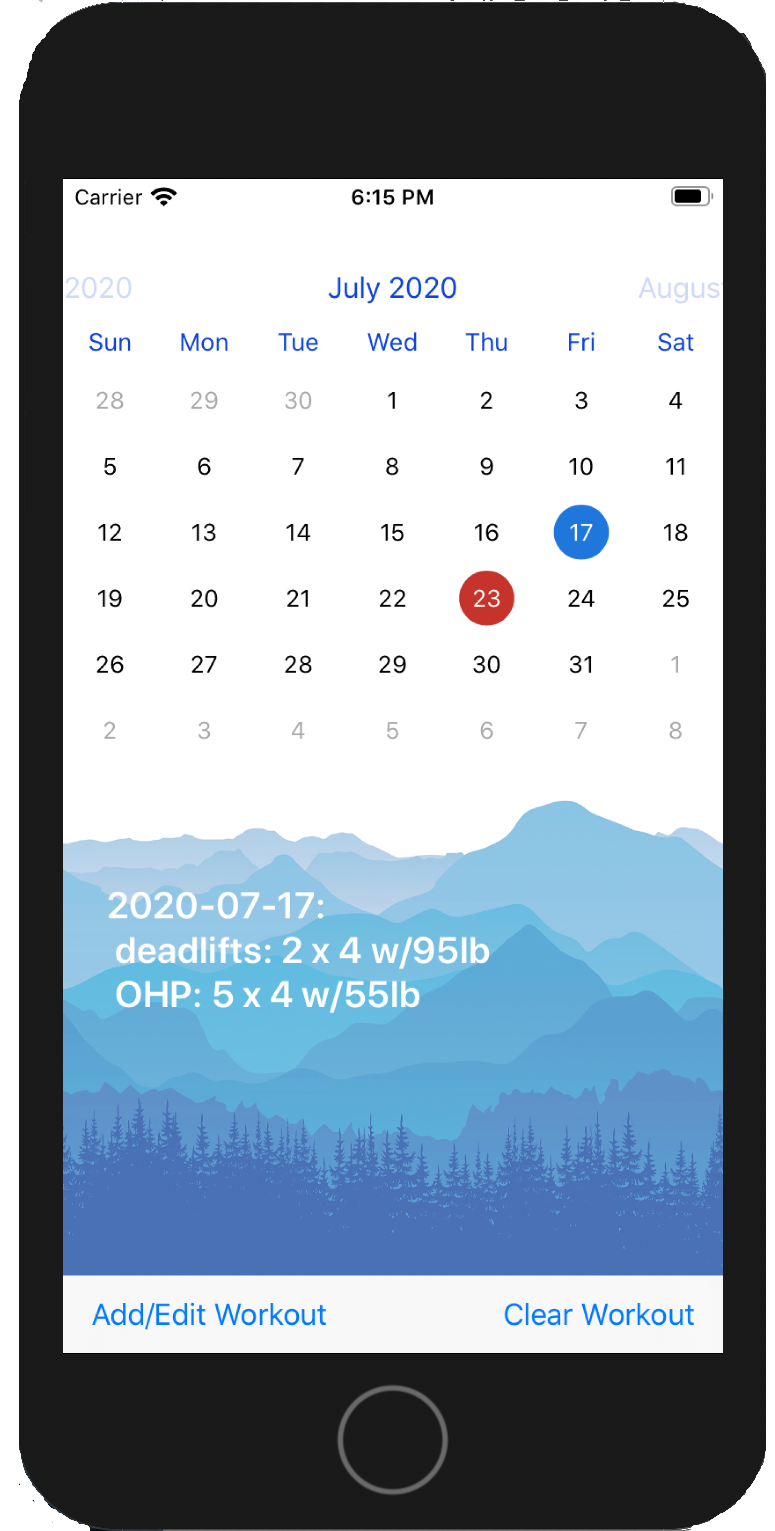 Carrier 6:15 PM
2020 July 2020 Augus
Sun Mon Tue Wed Thu Fri Sat
28 29 30 1 2 3 4
5 6 7 8 9 10 11
12 13 14 15 16 17 18
19 20 21 22 23 24 25
26 27 28 29 30 31 1
2 3 4 5 6 7 8
2020-07-17:
deadlifts: 2 x 4 w/95lb
OHP: 5 x 4 w/55lb
Add/Edit Workout Clear Workout